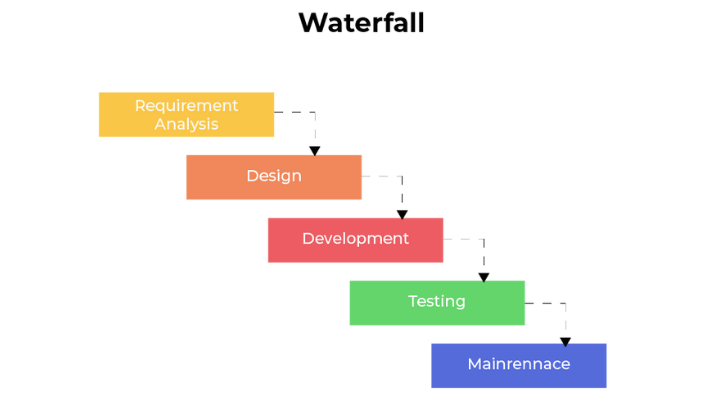 Waterfall
Requirement
Analysis
Design
Development
Testing
Mainrennace